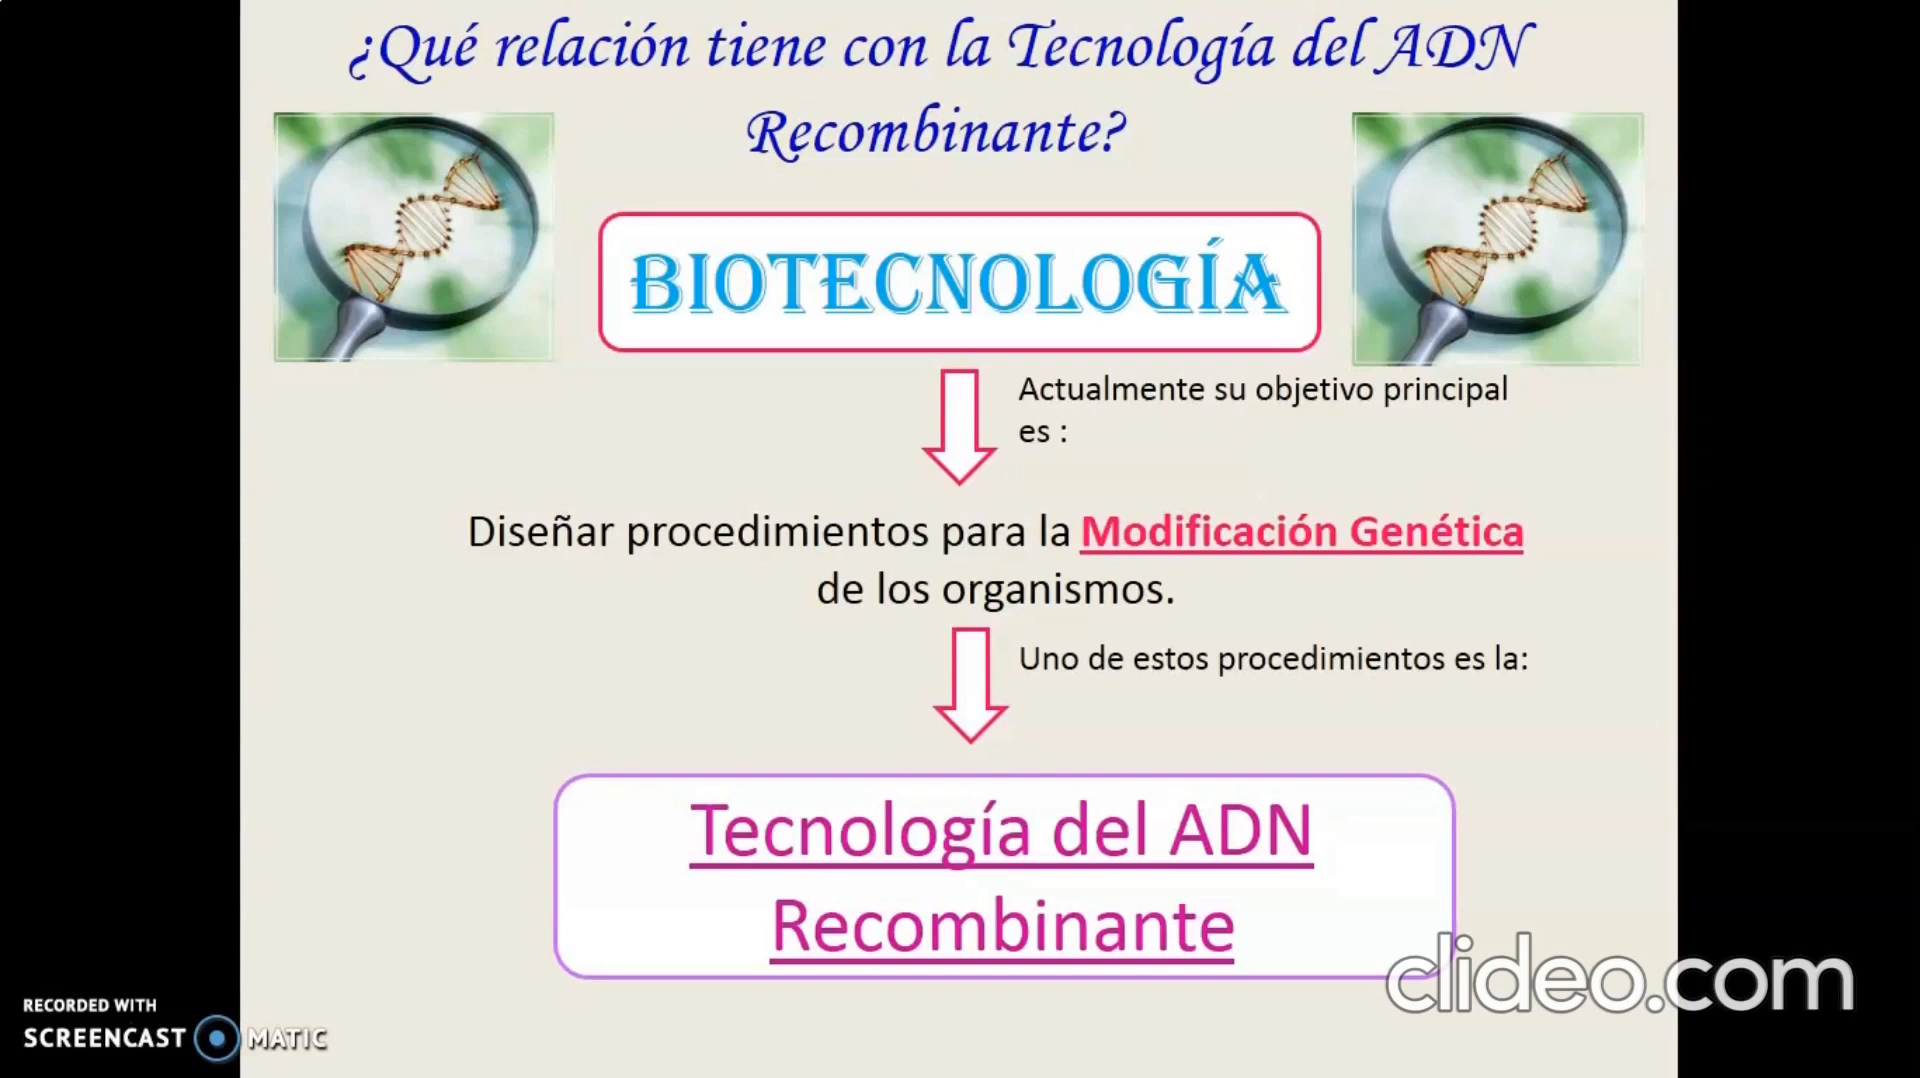 ¿Qué relación tiene con la Tecnología del ADN
Recombinante?
BIOTECNOLOGÍA
Actualmente su objetivo principal
es :
Diseñar procedimientos para la Modificación Genética
de los organismos.
Uno de estos procedimientos es la:
Tecnología del ADN
Recombinante
clideo.com
RECORDED WITH
SCREENCAST MATIC